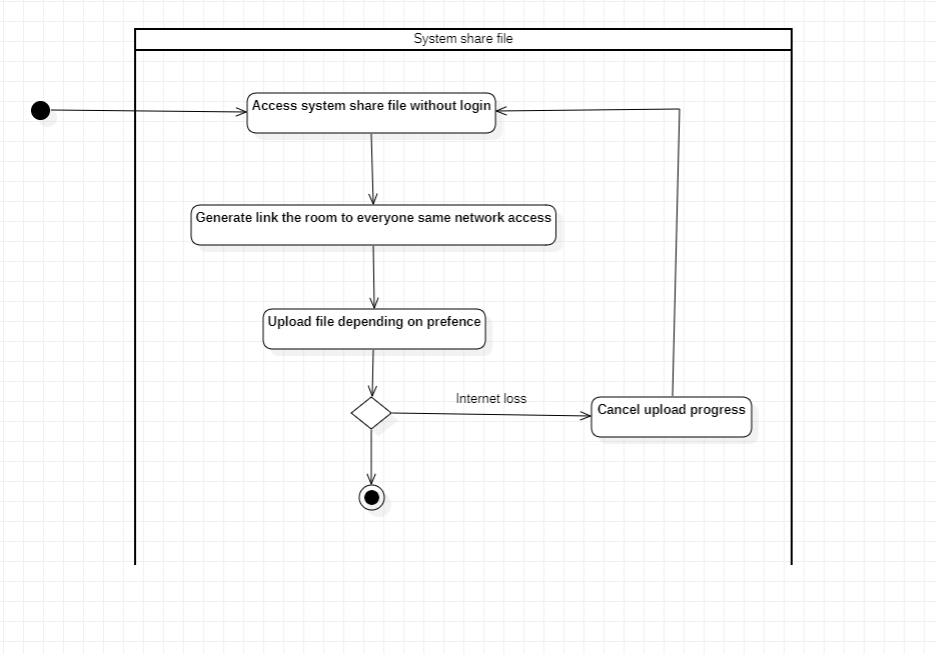 System share file
Access system share file without login
Generate link the room to everyone same network access
Upload file depending on prefence
Internet loss
Cancel upload progress